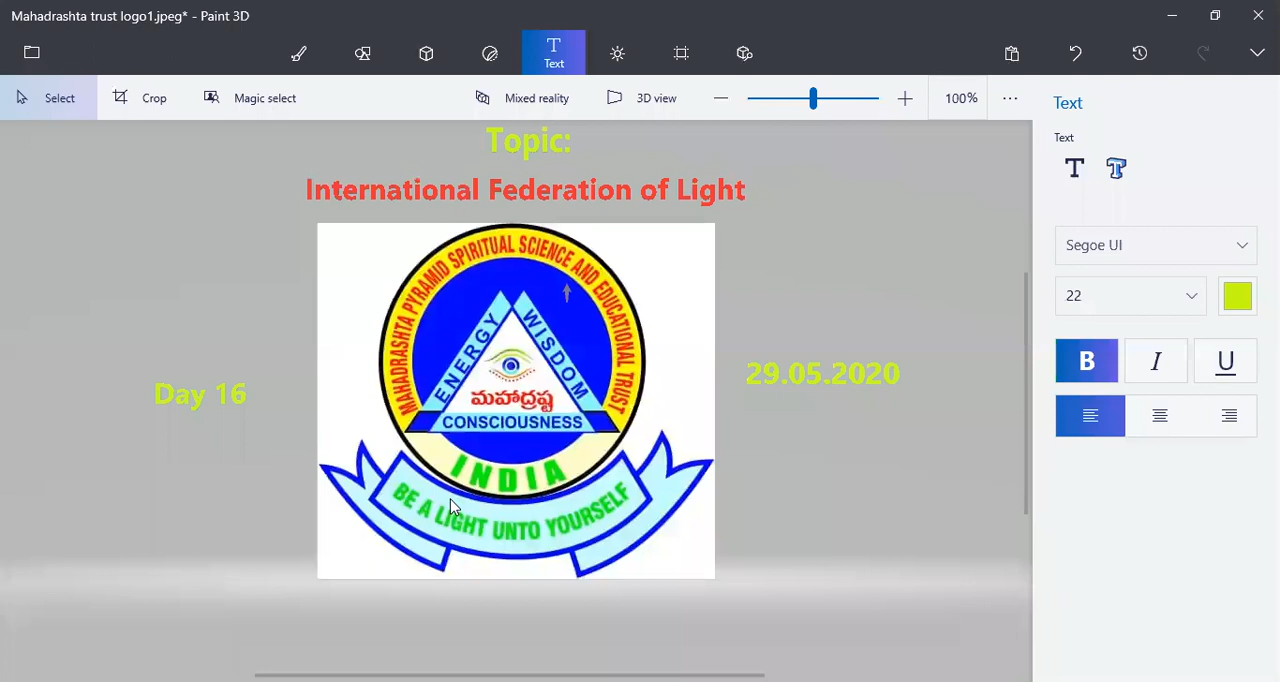 Mahadrashta trust logo1.jpeg* - Paint 3D
Text
Select
Crop
Magic select
Mixed reality
3D view
100%
Text
Text
Segoe UI
22
B I U
Topic:
International Federation of Light
MAHADRASHTA PYRAMID SPIRITUAL SCIENCE AND EDUCATIONAL TRUST
ENERGY
WISDOM
మహాద్రష్ట
CONSCIOUSNESS
INDIA
BE A LIGHT UNTO YOURSELF
Day 16
29.05.2020